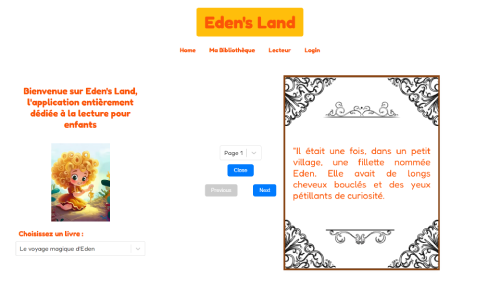 Eden's Land
Home Ma Bibliothèque Lecteur Login
Bienvenue sur Eden's Land,
l'application entièrement
dédiée à la lecture pour
enfants
Choisissez un livre :
Le voyage magique d'Eden
Page 1
Close
Previous Next
"Il était une fois, dans un petit
village, une fillette nommée
Eden. Elle avait de longs
cheveux bouclés et des yeux
pétillants de curiosité.